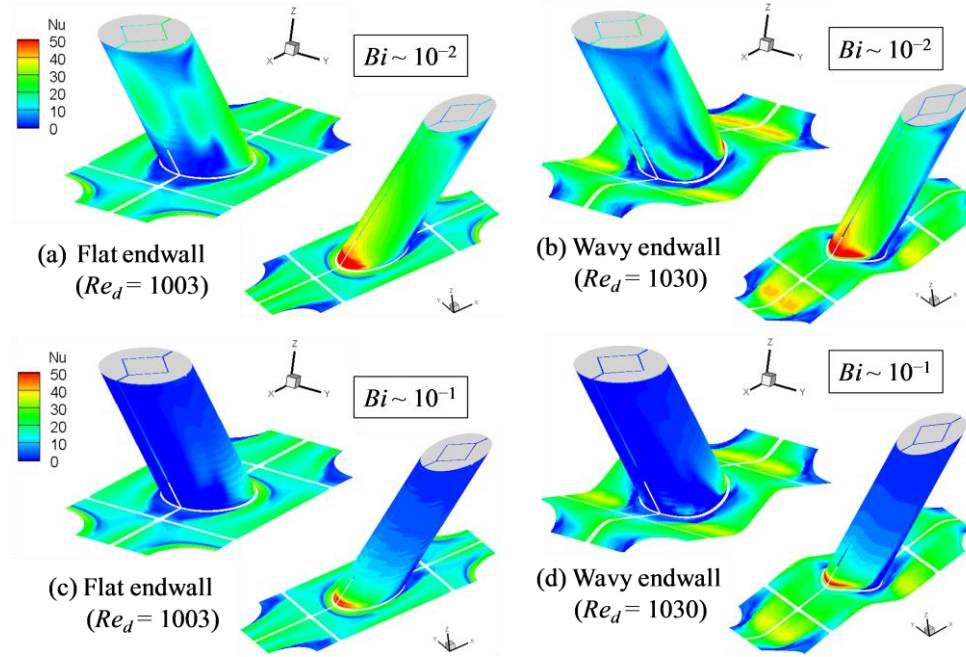 Nu
50
40
30
20
10
0
Z
X
Y
Bi ~ 10⁻²
Z
Y
X
(a) Flat endwall
(Re_d = 1003)
Z
X
Y
Bi ~ 10⁻²
Z
Y
X
(b) Wavy endwall
(Re_d = 1030)
Nu
50
40
30
20
10
0
Z
X
Y
Bi ~ 10⁻¹
Z
Y
X
(c) Flat endwall
(Re_d = 1003)
Z
X
Y
Bi ~ 10⁻¹
Z
Y
X
(d) Wavy endwall
(Re_d = 1030)